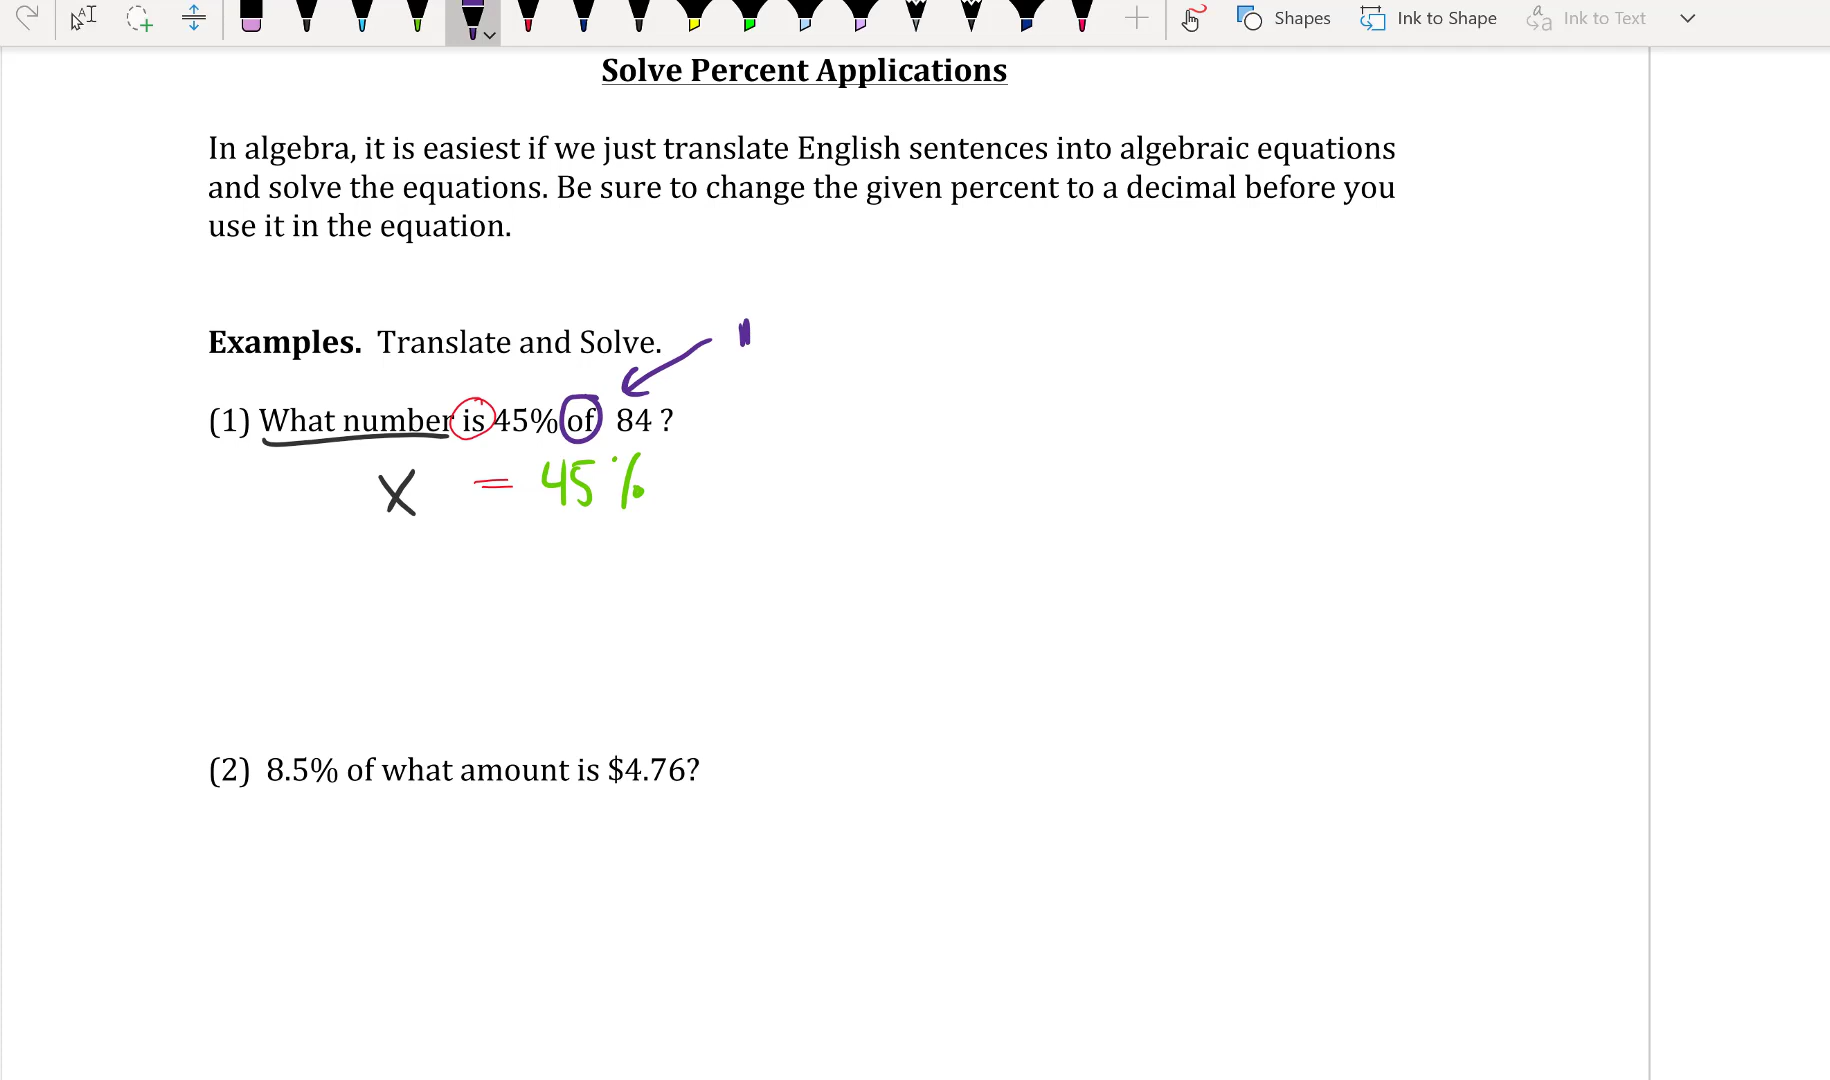 Shapes Ink to Shape Ink to Text
Solve Percent Applications
In algebra, it is easiest if we just translate English sentences into algebraic equations
and solve the equations. Be sure to change the given percent to a decimal before you
use it in the equation.
Examples. Translate and Solve.
(1) What number is 45% of 84 ?
X = 45%
(2) 8.5% of what amount is $4.76?